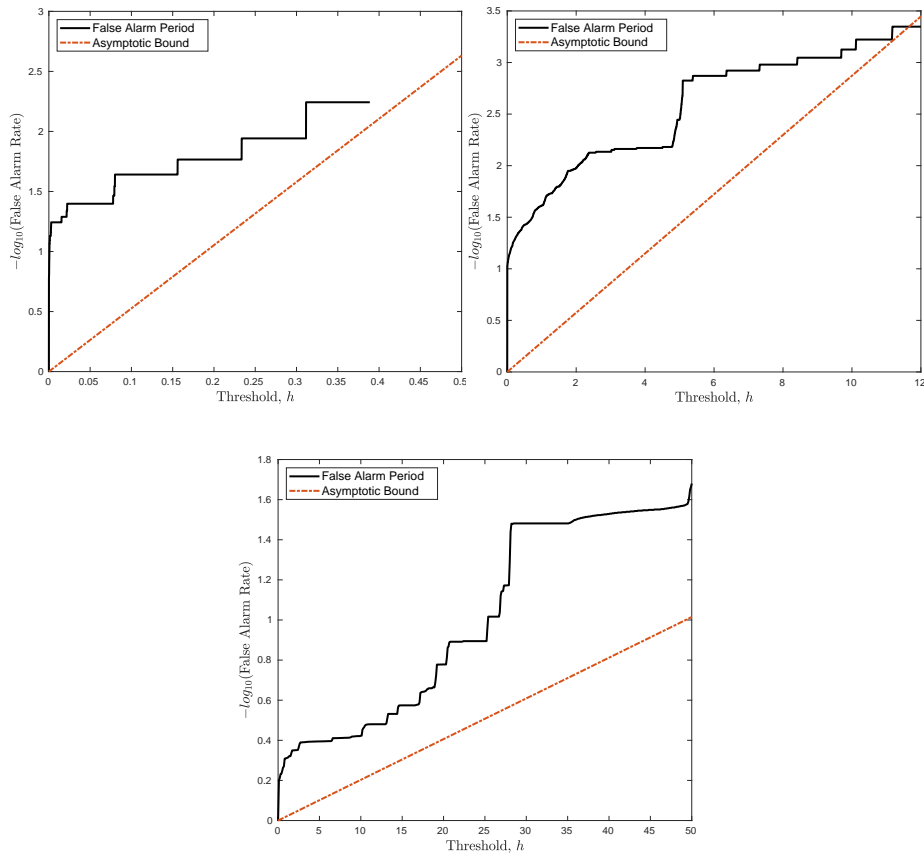 3
2.5
2
1.5
1
0.5
0
−log₁₀(False Alarm Rate)
False Alarm Period
Asymptotic Bound
0 0.05 0.1 0.15 0.2 0.25 0.3 0.35 0.4 0.45 0.5
Threshold, h
3.5
3
2.5
2
1.5
1
0.5
0
−log₁₀(False Alarm Rate)
False Alarm Period
Asymptotic Bound
0 2 4 6 8 10 12
Threshold, h
1.8
1.6
1.4
1.2
1
0.8
0.6
0.4
0.2
0
−log₁₀(False Alarm Rate)
False Alarm Period
Asymptotic Bound
0 5 10 15 20 25 30 35 40 45 50
Threshold, h